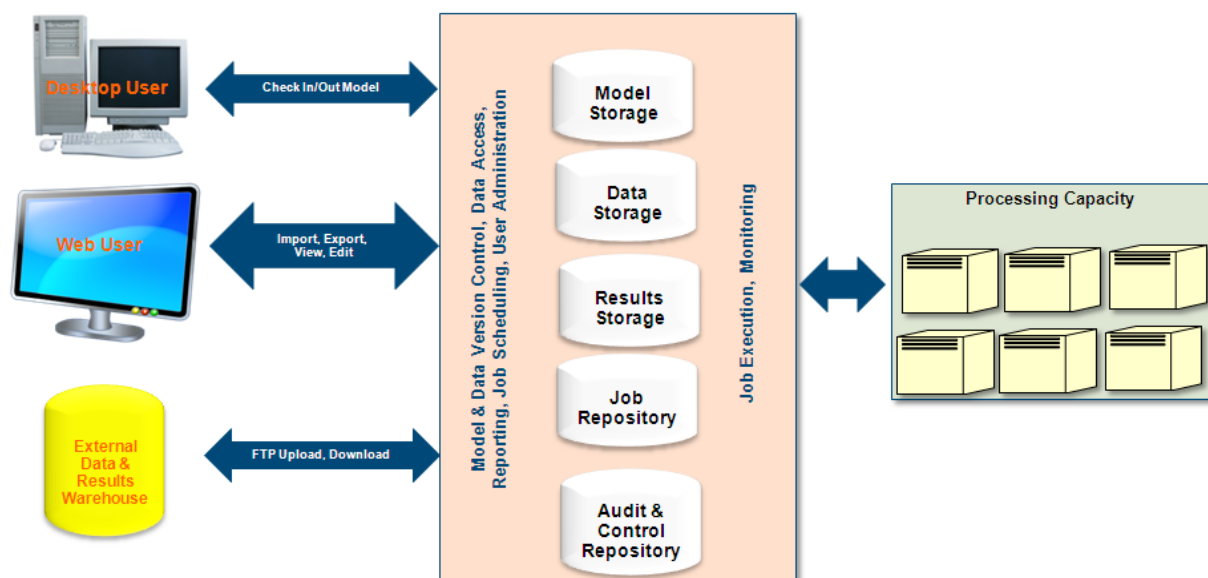 Desktop User
Check In/Out Model
Web User
Import, Export,
View, Edit
External
Data &
Results
Warehouse
FTP Upload, Download
Model & Data Version Control, Data Access,
Reporting, Job Scheduling, User Administration
Model
Storage
Data
Storage
Results
Storage
Job
Repository
Audit &
Control
Repository
Job Execution, Monitoring
Processing Capacity